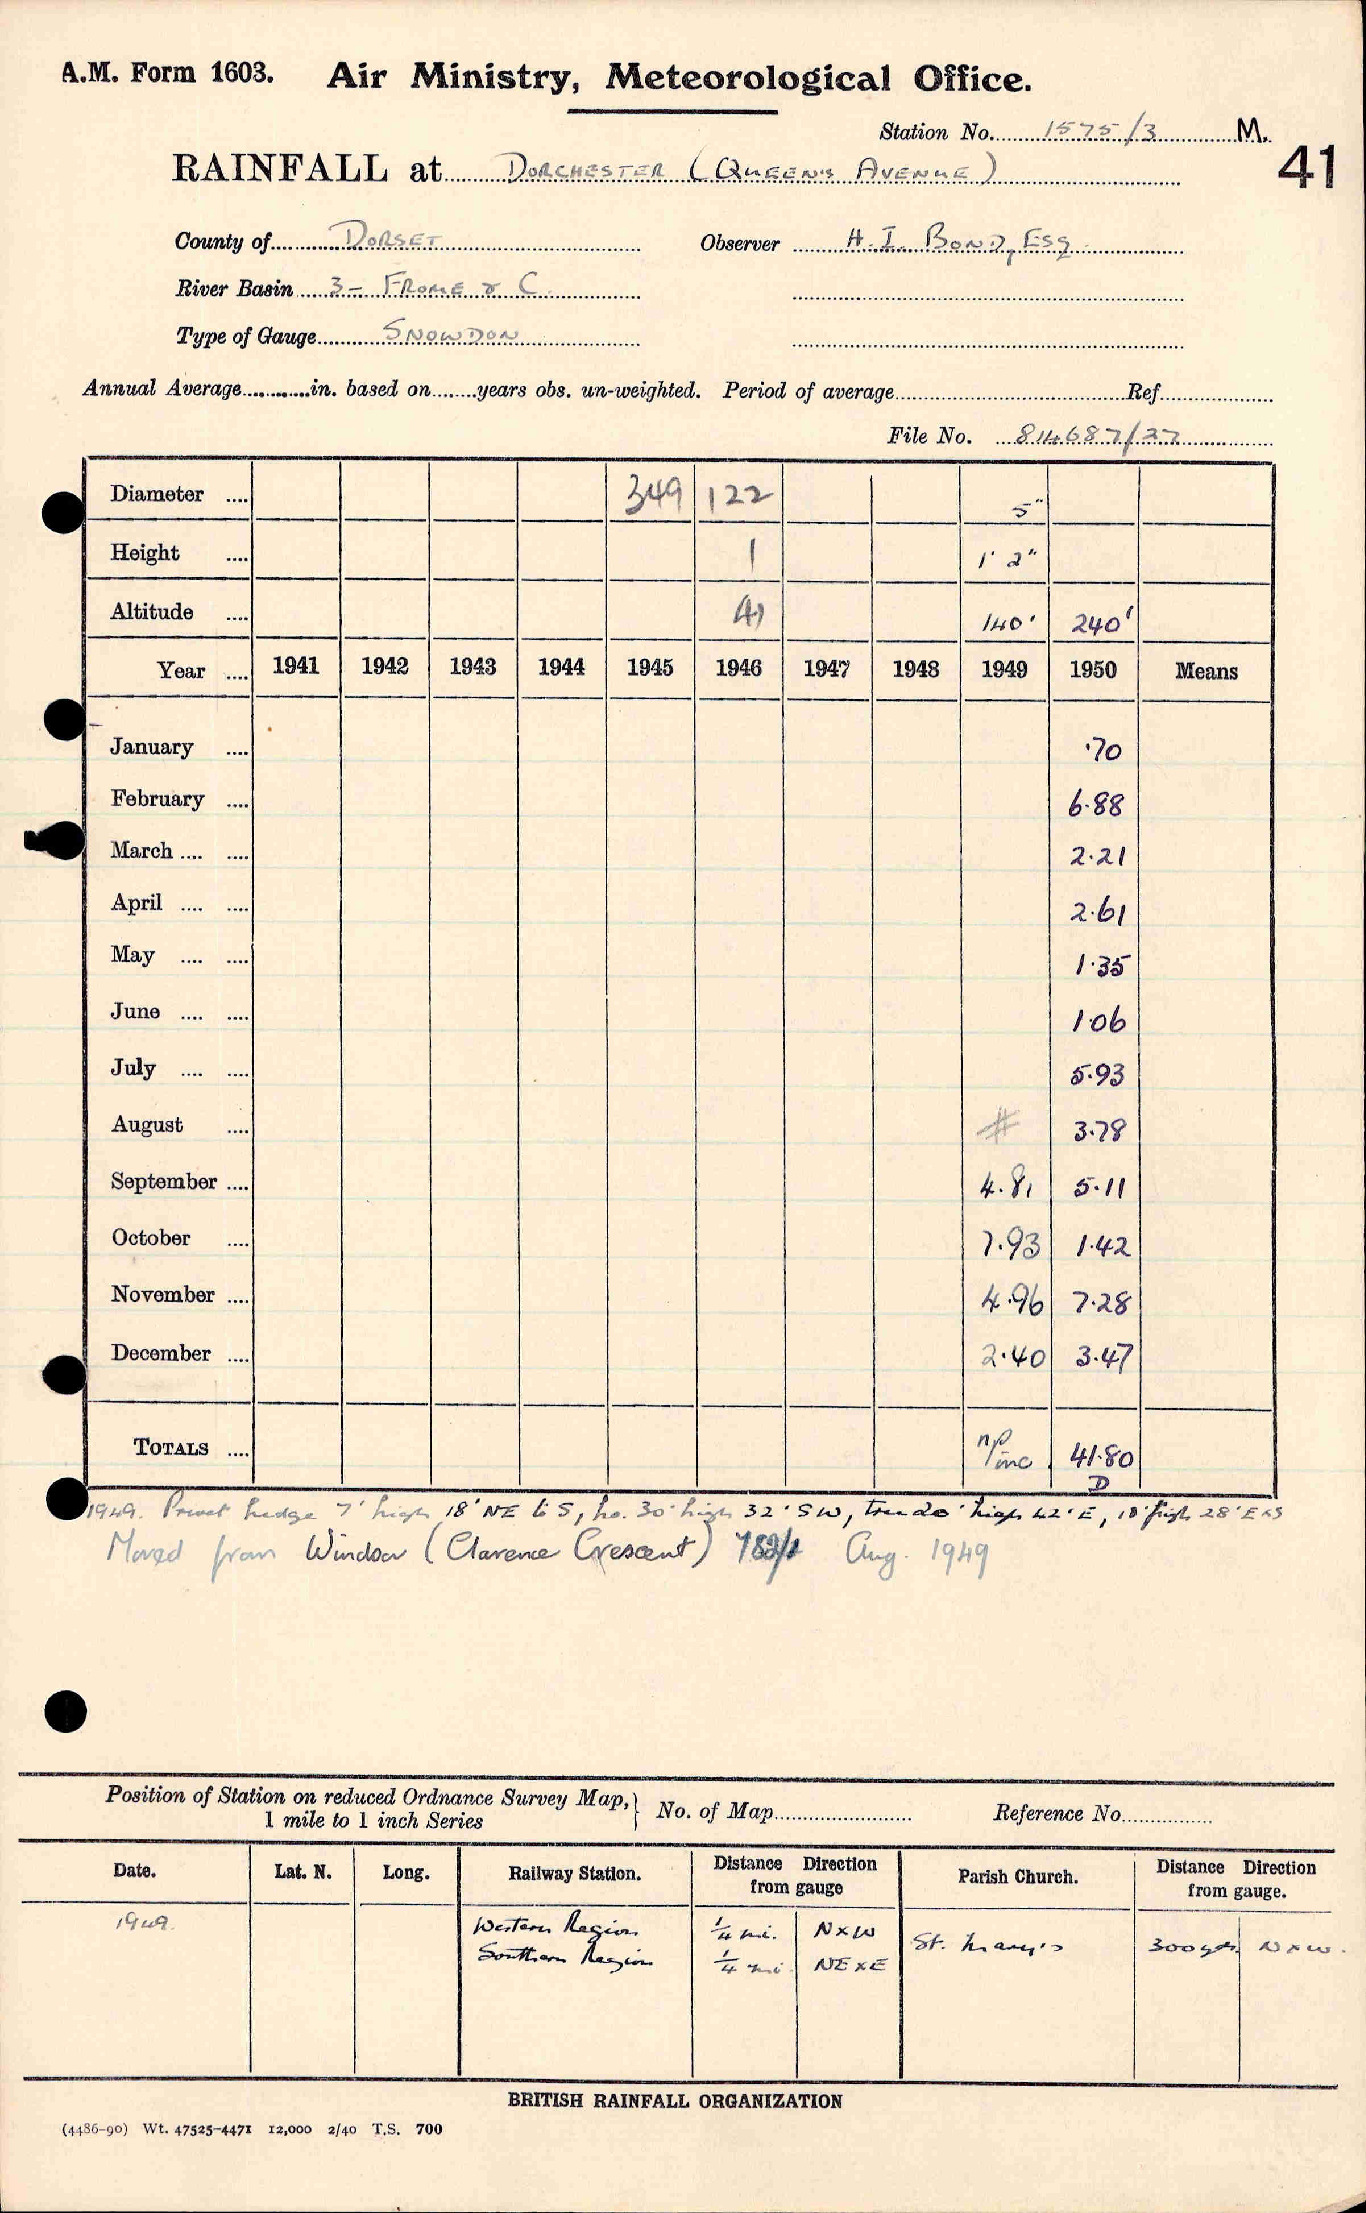 A.M. Form 1603. Air Ministry, Meteorological Office.
Station No. 1575/3 M.
41
RAINFALL at DORCHESTER (QUEEN'S AVENUE)
County of DORSET Observer H. I. BOND, ESQ
River Basin 3 - FROME & C.
Type of Gauge SNOWDON
Annual Average in. based on years obs. un-weighted. Period of average Ref.
File No. 814687/27
Diameter 349 122 5"
Height 1 1' 2"
Altitude 41 140' 240'
Year 1941 1942 1943 1944 1945 1946 1947 1948 1949 1950 Means
January ·70
February 6·88
March 2·21
April 2·61
May 1·35
June 1·06
July 5·93
August # 3·78
September 4·81 5·11
October 7·93 1·42
November 4·96 7·28
December 2·40 3·47
TOTALS np/inc 41·80
D
1949. Privet hedge 7' high 18' NE to S, ho. 30' high 32' SW, tree 20' high 42' E, 18' high 28' ExS
Moved from Windsor (Clarence Crescent) Aug. 1949
Position of Station on reduced Ordnance Survey Map, 1 mile to 1 inch Series } No. of Map Reference No.
Date. Lat. N. Long. Railway Station. Distance Direction from gauge Parish Church. Distance Direction from gauge.
1949. Western Region ¼ mi. NxW St. Mary's 300 yds. NxW.
Southern Region ¼ mi NExE
BRITISH RAINFALL ORGANIZATION
(4486-90) Wt. 47525-4471 12,000 2/40 T.S. 700